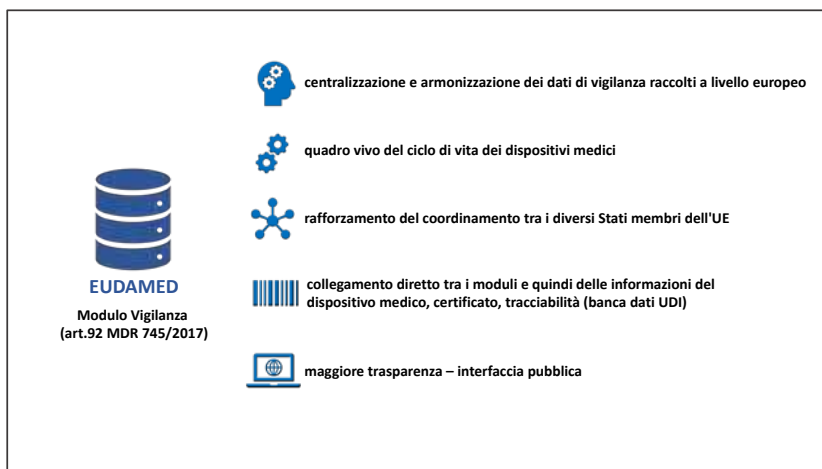 centralizzazione e armonizzazione dei dati di vigilanza raccolti a livello europeo
quadro vivo del ciclo di vita dei dispositivi medici
rafforzamento del coordinamento tra i diversi Stati membri dell'UE
EUDAMED
Modulo Vigilanza
(art.92 MDR 745/2017)
collegamento diretto tra i moduli e quindi delle informazioni del
dispositivo medico, certificato, tracciabilità (banca dati UDI)
maggiore trasparenza – interfaccia pubblica